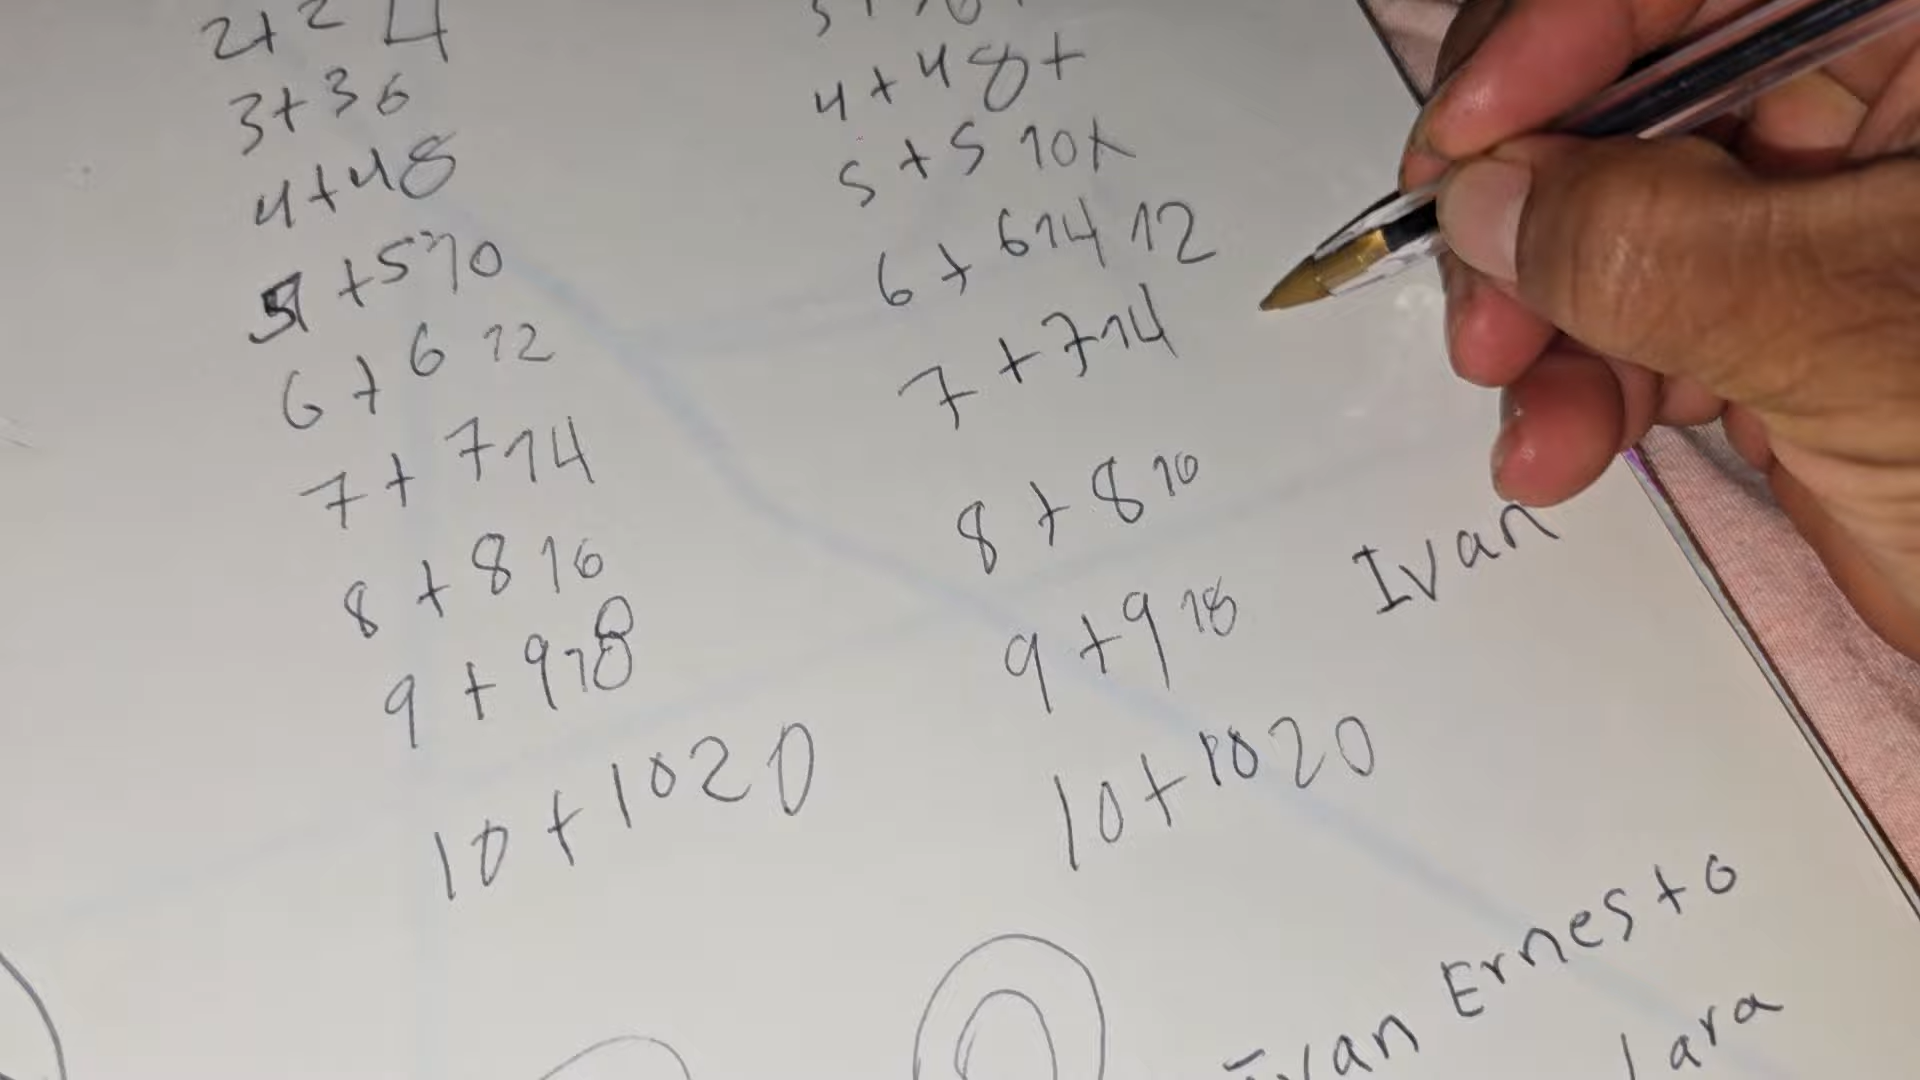 2+2 4
3+3 6
4+4 8
5 +5 10
6+6 12
7+7 14
8+8 16
9+9 18
10+10 20
4+4 8+
5+5 10+
6+6 14 12
7+7 14
8+8 10
9+9 18
10+10 20
Ivan
Ivan Ernesto
Lara